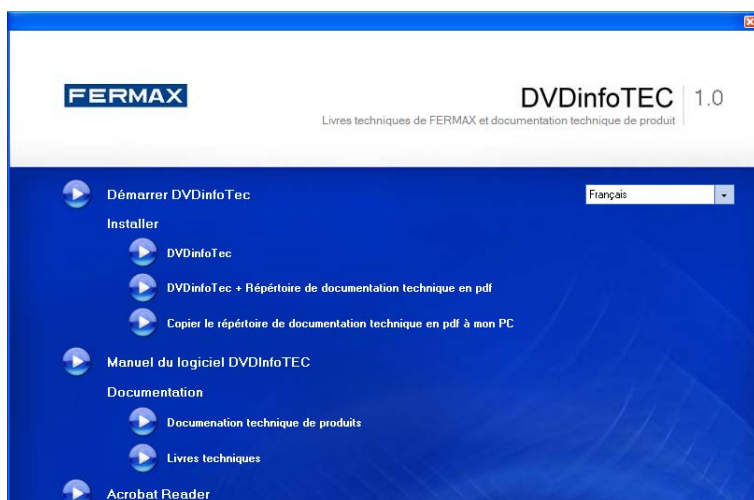 FERMAX
DVDinfoTEC 1.0
Livres techniques de FERMAX et documentation technique de produit
Démarrer DVDinfoTec
Français
Installer
DVDinfoTec
DVDinfoTec + Répértoire de documentation technique en pdf
Copier le répértoire de documentation technique en pdf à mon PC
Manuel du logiciel DVDInfoTEC
Documentation
Documenation technique de produits
Livres techniques
Acrobat Reader